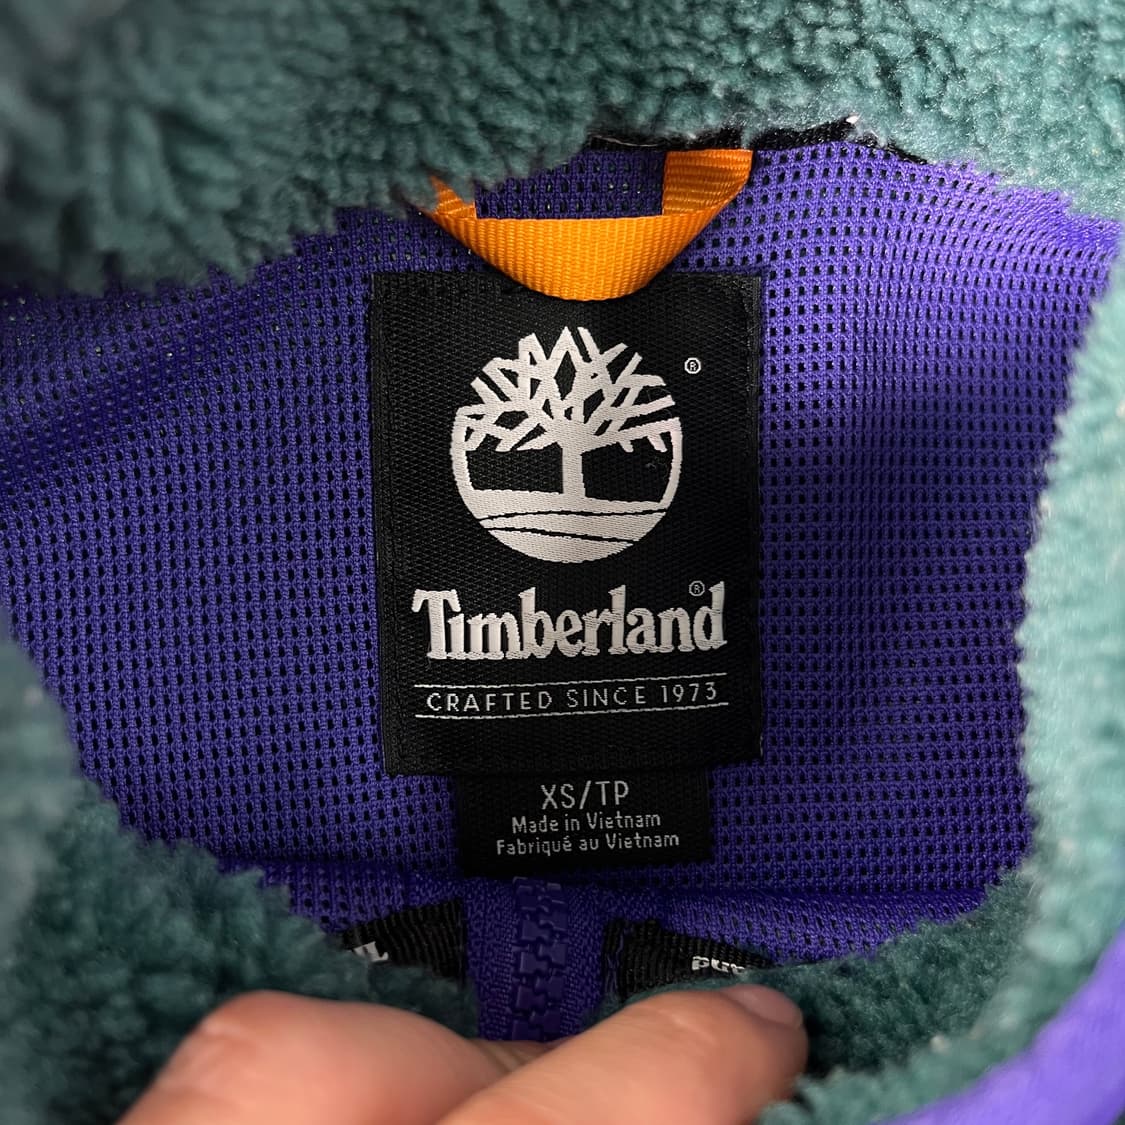 ®
Timberland®
CRAFTED SINCE 1973
XS/TP
Made in Vietnam
Fabriqué au Vietnam